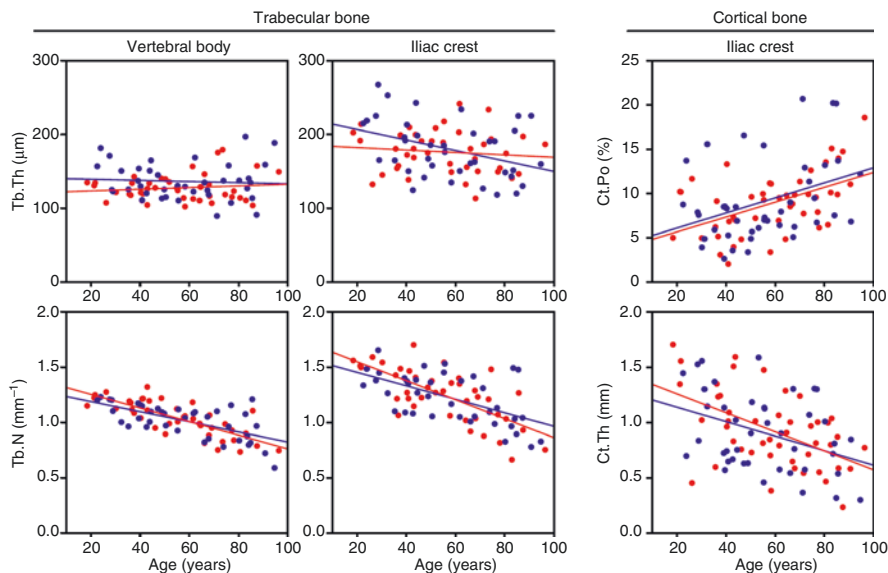 Trabecular bone
Cortical bone
Vertebral body
Iliac crest
Iliac crest
300
200
100
0
Tb.Th (μm)
20 40 60 80 100
300
200
100
0
20 40 60 80 100
25
20
15
10
5
0
Ct.Po (%)
20 40 60 80 100
2.0
1.5
1.0
0.5
0.0
Tb.N (mm⁻¹)
20 40 60 80 100
Age (years)
2.0
1.5
1.0
0.5
0.0
20 40 60 80 100
Age (years)
2.0
1.5
1.0
0.5
0.0
Ct.Th (mm)
20 40 60 80 100
Age (years)